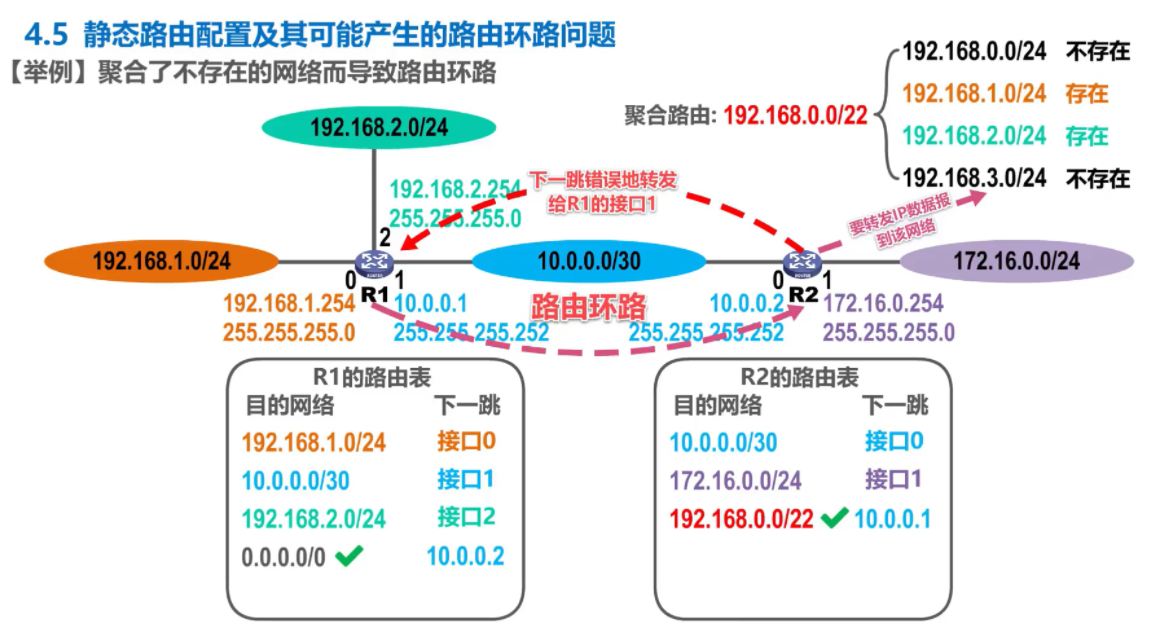 4.5 静态路由配置及其可能产生的路由环路问题
【举例】聚合了不存在的网络而导致路由环路
聚合路由: 192.168.0.0/22
192.168.0.0/24 不存在
192.168.1.0/24 存在
192.168.2.0/24 存在
192.168.3.0/24 不存在
192.168.2.0/24
192.168.2.254
255.255.255.0
下一跳错误地转发
给R1的接口1
要转发IP数据报
到该网络
192.168.1.0/24
2
0
1
ROUTER
R1
10.0.0.0/30
0
1
ROUTER
R2
172.16.0.0/24
192.168.1.254
255.255.255.0
10.0.0.1
255.255.255.252
路由环路
10.0.0.2
255.255.255.252
172.16.0.254
255.255.255.0
R1的路由表
目的网络 下一跳
192.168.1.0/24 接口0
10.0.0.0/30 接口1
192.168.2.0/24 接口2
0.0.0.0/0 10.0.0.2
R2的路由表
目的网络 下一跳
10.0.0.0/30 接口0
172.16.0.0/24 接口1
192.168.0.0/22 10.0.0.1